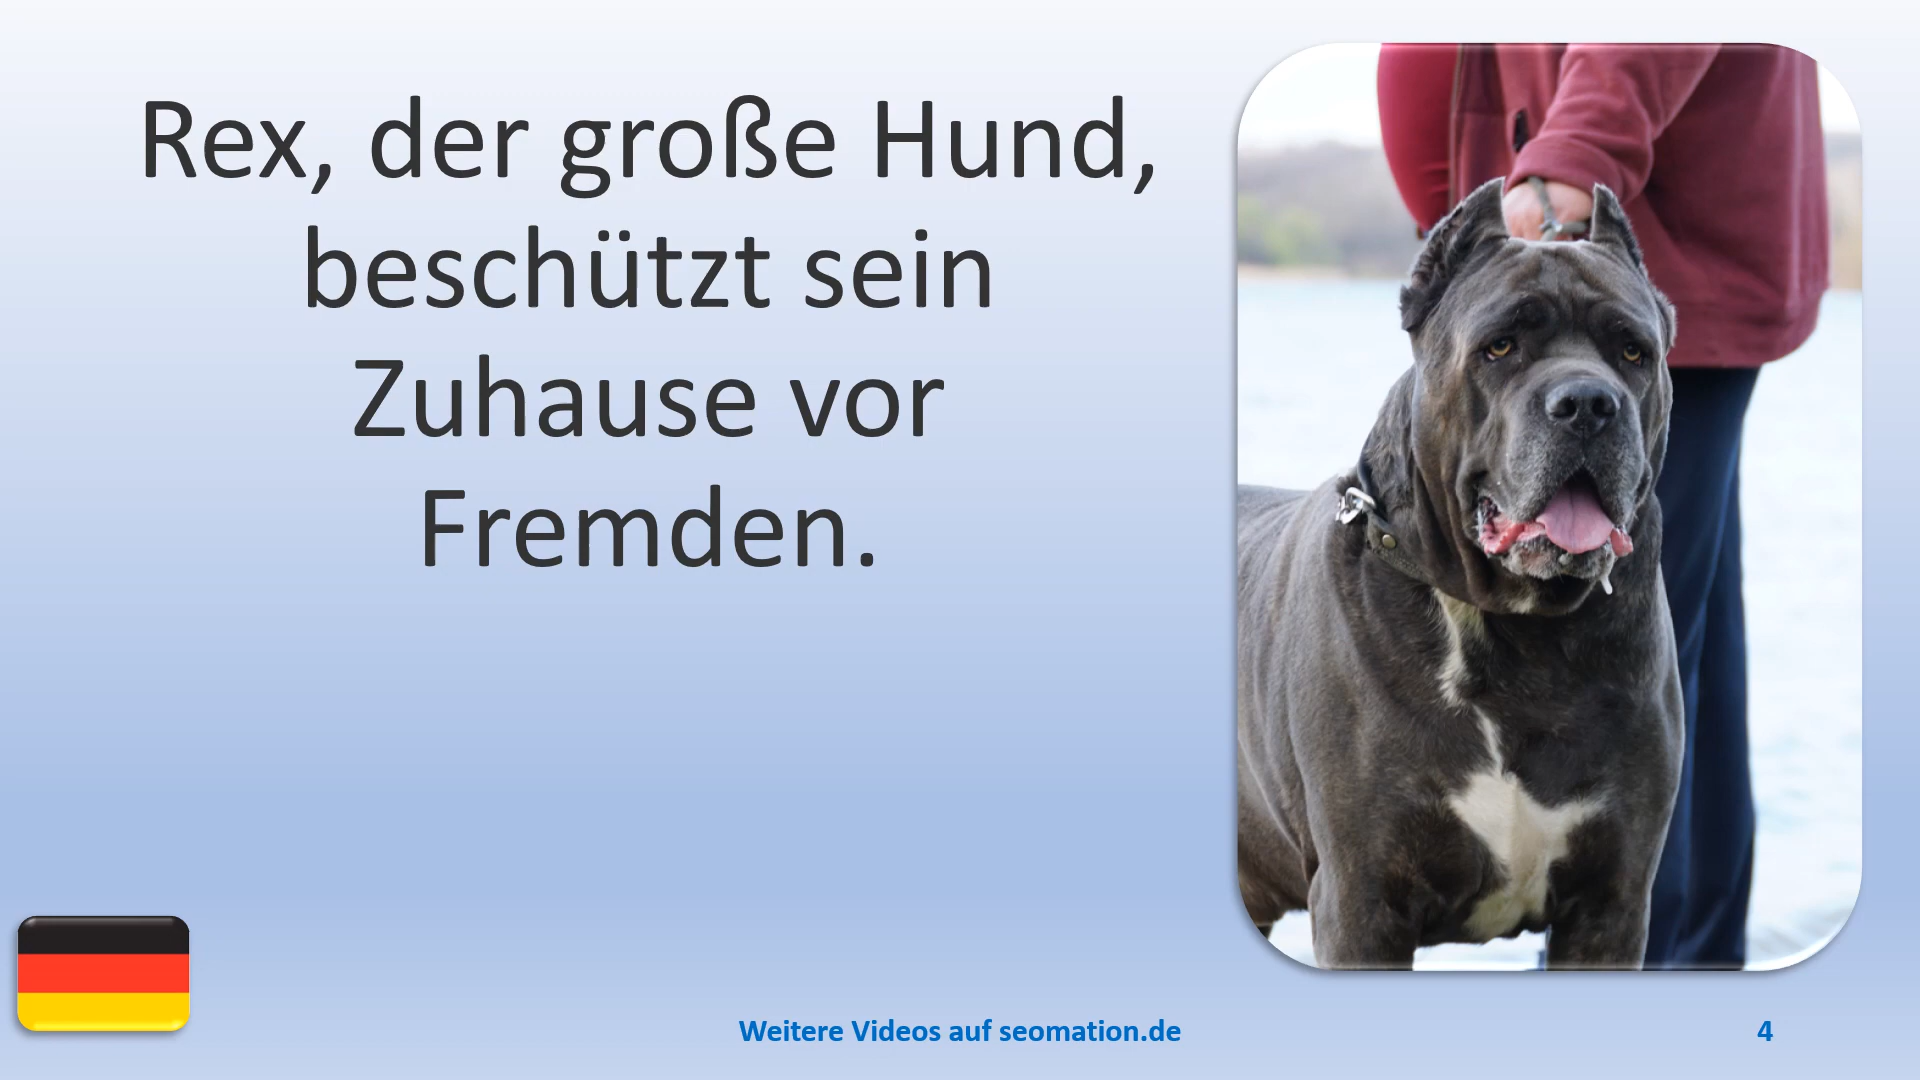 Rex, der große Hund,
beschützt sein
Zuhause vor
Fremden.
Weitere Videos auf seomation.de
4